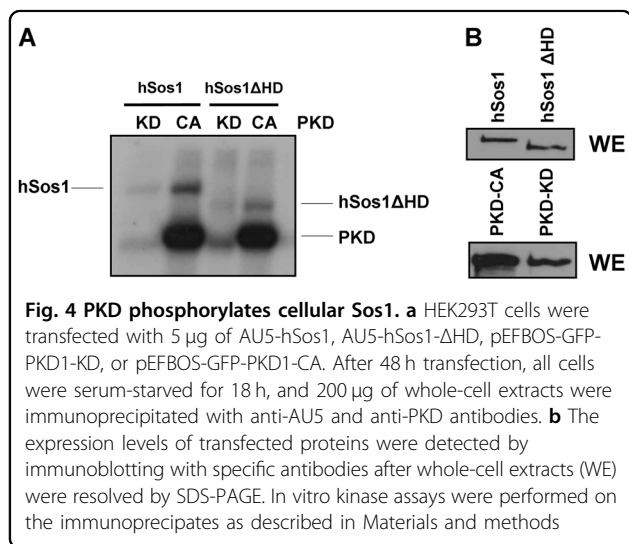 A
B
hSos1 hSos1ΔHD
KD CA KD CA PKD
hSos1
hSos1ΔHD
PKD
hSos1
hSos1 ΔHD
WE
PKD-CA
PKD-KD
WE
Fig. 4 PKD phosphorylates cellular Sos1. a HEK293T cells were
transfected with 5 µg of AU5-hSos1, AU5-hSos1-ΔHD, pEFBOS-GFP-
PKD1-KD, or pEFBOS-GFP-PKD1-CA. After 48 h transfection, all cells
were serum-starved for 18 h, and 200 µg of whole-cell extracts were
immunoprecipitated with anti-AU5 and anti-PKD antibodies. b The
expression levels of transfected proteins were detected by
immunoblotting with specific antibodies after whole-cell extracts (WE)
were resolved by SDS-PAGE. In vitro kinase assays were performed on
the immunoprecipates as described in Materials and methods